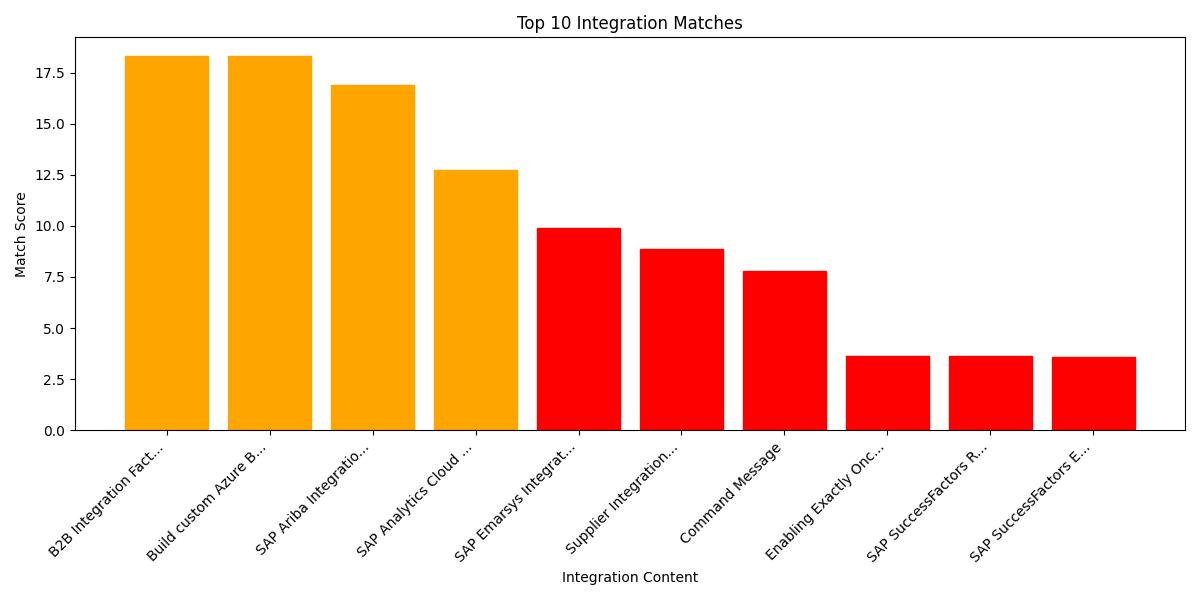 Top 10 Integration Matches
Match Score
17.5
15.0
12.5
10.0
7.5
5.0
2.5
0.0
B2B Integration Fact...
Build custom Azure B...
SAP Ariba Integratio...
SAP Analytics Cloud ...
SAP Emarsys Integrat...
Supplier Integration...
Command Message
Enabling Exactly Onc...
SAP SuccessFactors R...
SAP SuccessFactors E...
Integration Content